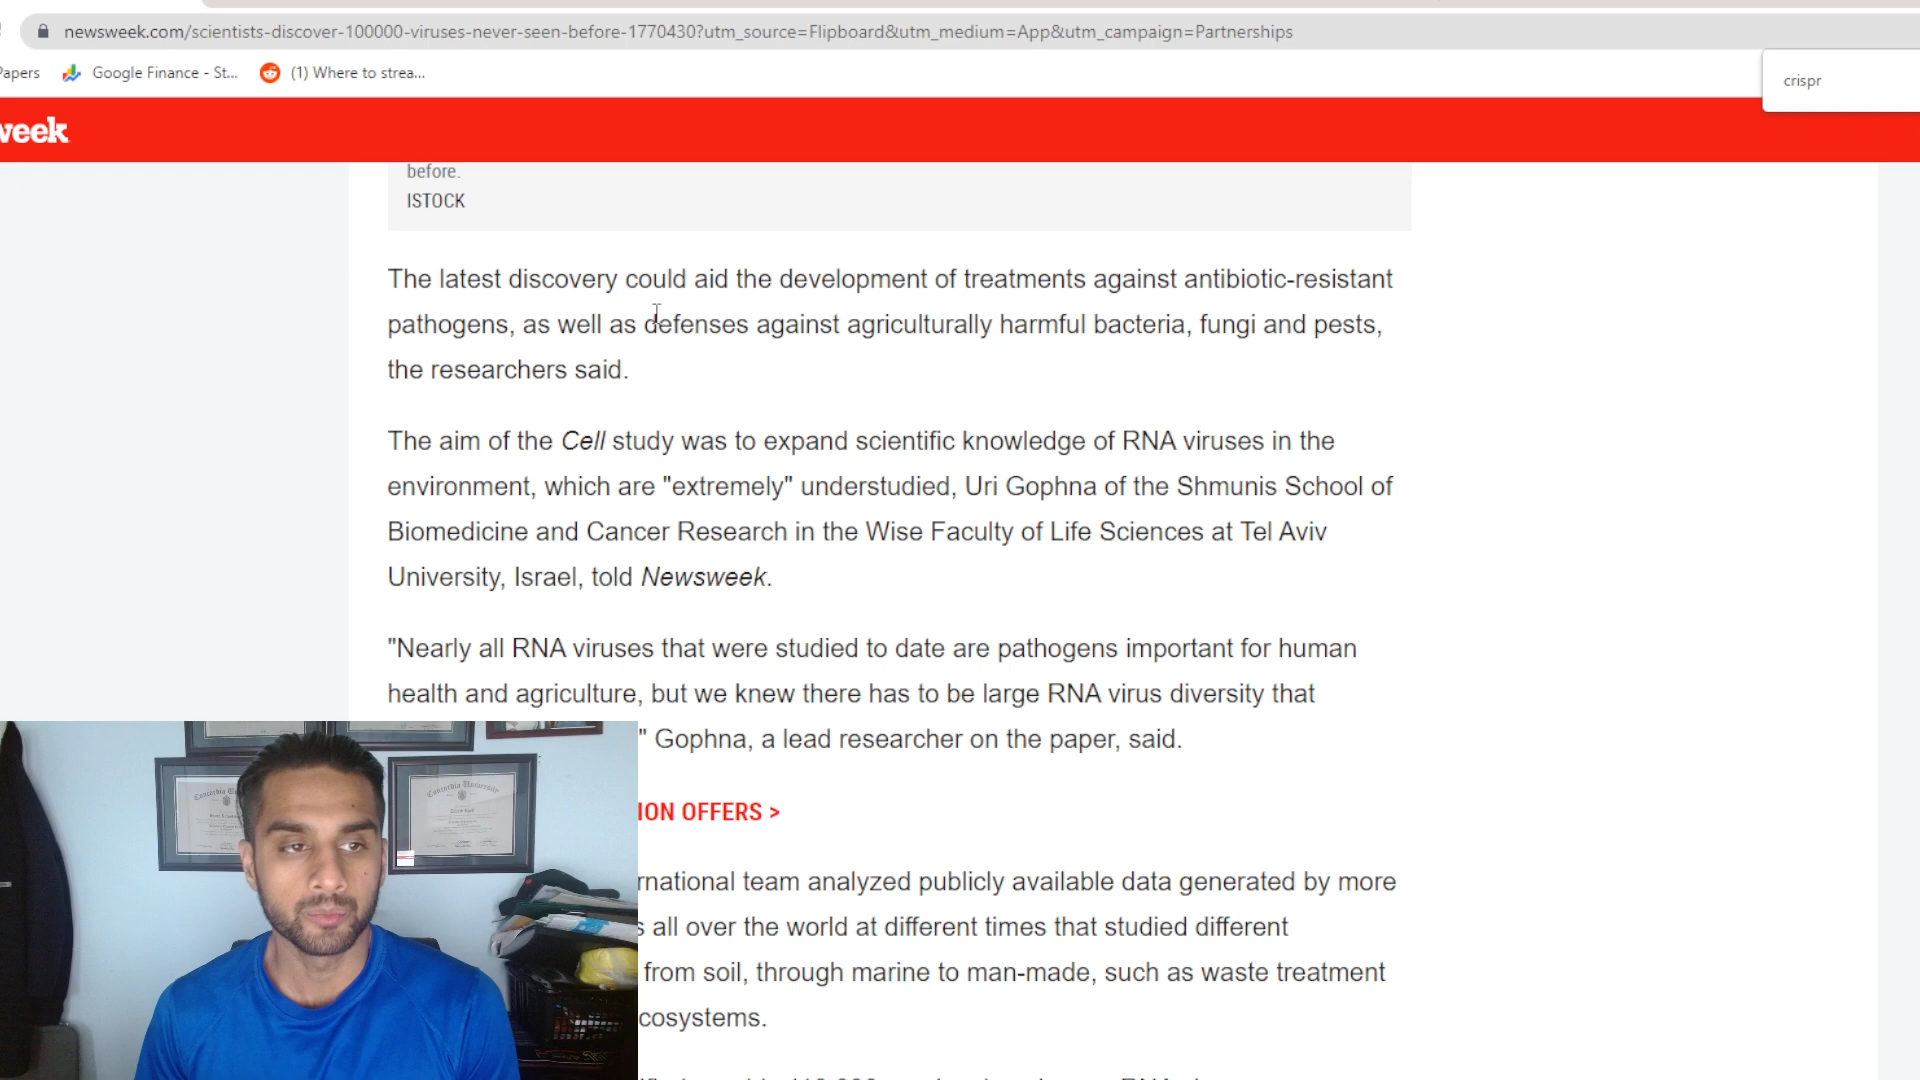 newsweek.com/scientists-discover-100000-viruses-never-seen-before-1770430?utm_source=Flipboard&utm_medium=App&utm_campaign=Partnerships
Papers Google Finance - St... (1) Where to strea...
crispr
week
before.
ISTOCK
The latest discovery could aid the development of treatments against antibiotic-resistant
pathogens, as well as defenses against agriculturally harmful bacteria, fungi and pests,
the researchers said.
The aim of the Cell study was to expand scientific knowledge of RNA viruses in the
environment, which are "extremely" understudied, Uri Gophna of the Shmunis School of
Biomedicine and Cancer Research in the Wise Faculty of Life Sciences at Tel Aviv
University, Israel, told Newsweek.
"Nearly all RNA viruses that were studied to date are pathogens important for human
health and agriculture, but we knew there has to be large RNA virus diversity that
" Gophna, a lead researcher on the paper, said.
ION OFFERS >
rnational team analyzed publicly available data generated by more
s all over the world at different times that studied different
from soil, through marine to man-made, such as waste treatment
cosystems.
Concordia University